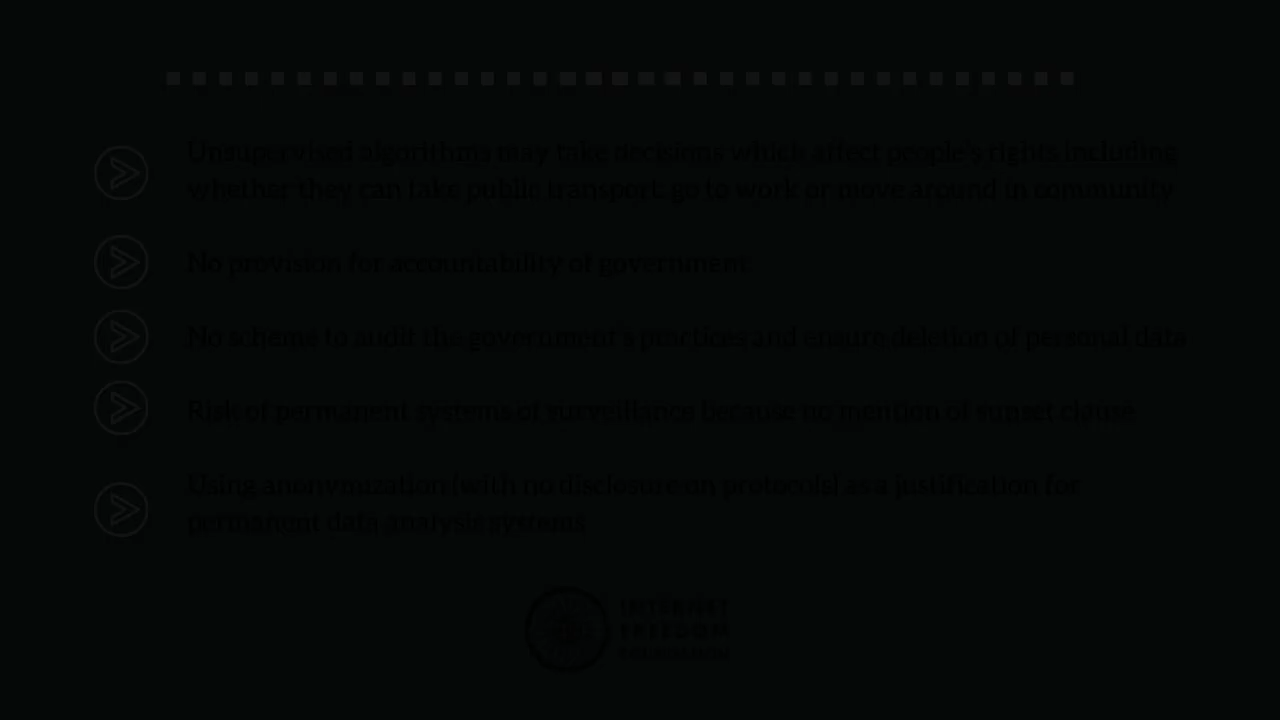 Unsupervised algorithms may take decisions which affect people's rights including
whether they can take public transport go to work or move around in community
No provision for accountability of government
No scheme to audit the government's practices and ensure deletion of personal data
Risk of permanent systems of surveillance because no mention of sunset clause
Using anonymization (with no disclosure on protocols) as a justification for
permanent data analysis systems
INTERNET
FREEDOM
FOUNDATION